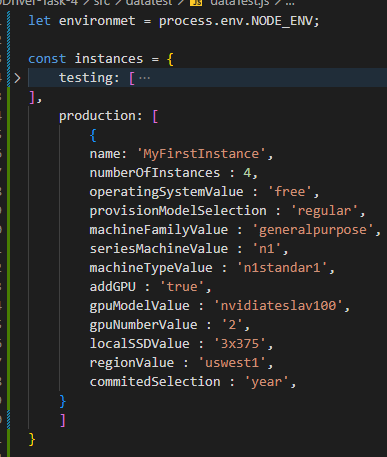 Driver-Task-4 > src > datatest > JS dataTest.js > ...
let environmet = process.env.NODE_ENV;
const instances = {
testing: [ ...
],
production: [
{
name: 'MyFirstInstance',
numberOfInstances : 4,
operatingSystemValue : 'free',
provisionModelSelection : 'regular',
machineFamilyValue : 'generalpurpose',
seriesMachineValue : 'n1',
machineTypeValue : 'n1standar1',
addGPU : 'true',
gpuModelValue : 'nvidiateslav100',
gpuNumberValue : '2',
localSSDValue : '3x375',
regionValue : 'uswest1',
commitedSelection : 'year',
}
]
}